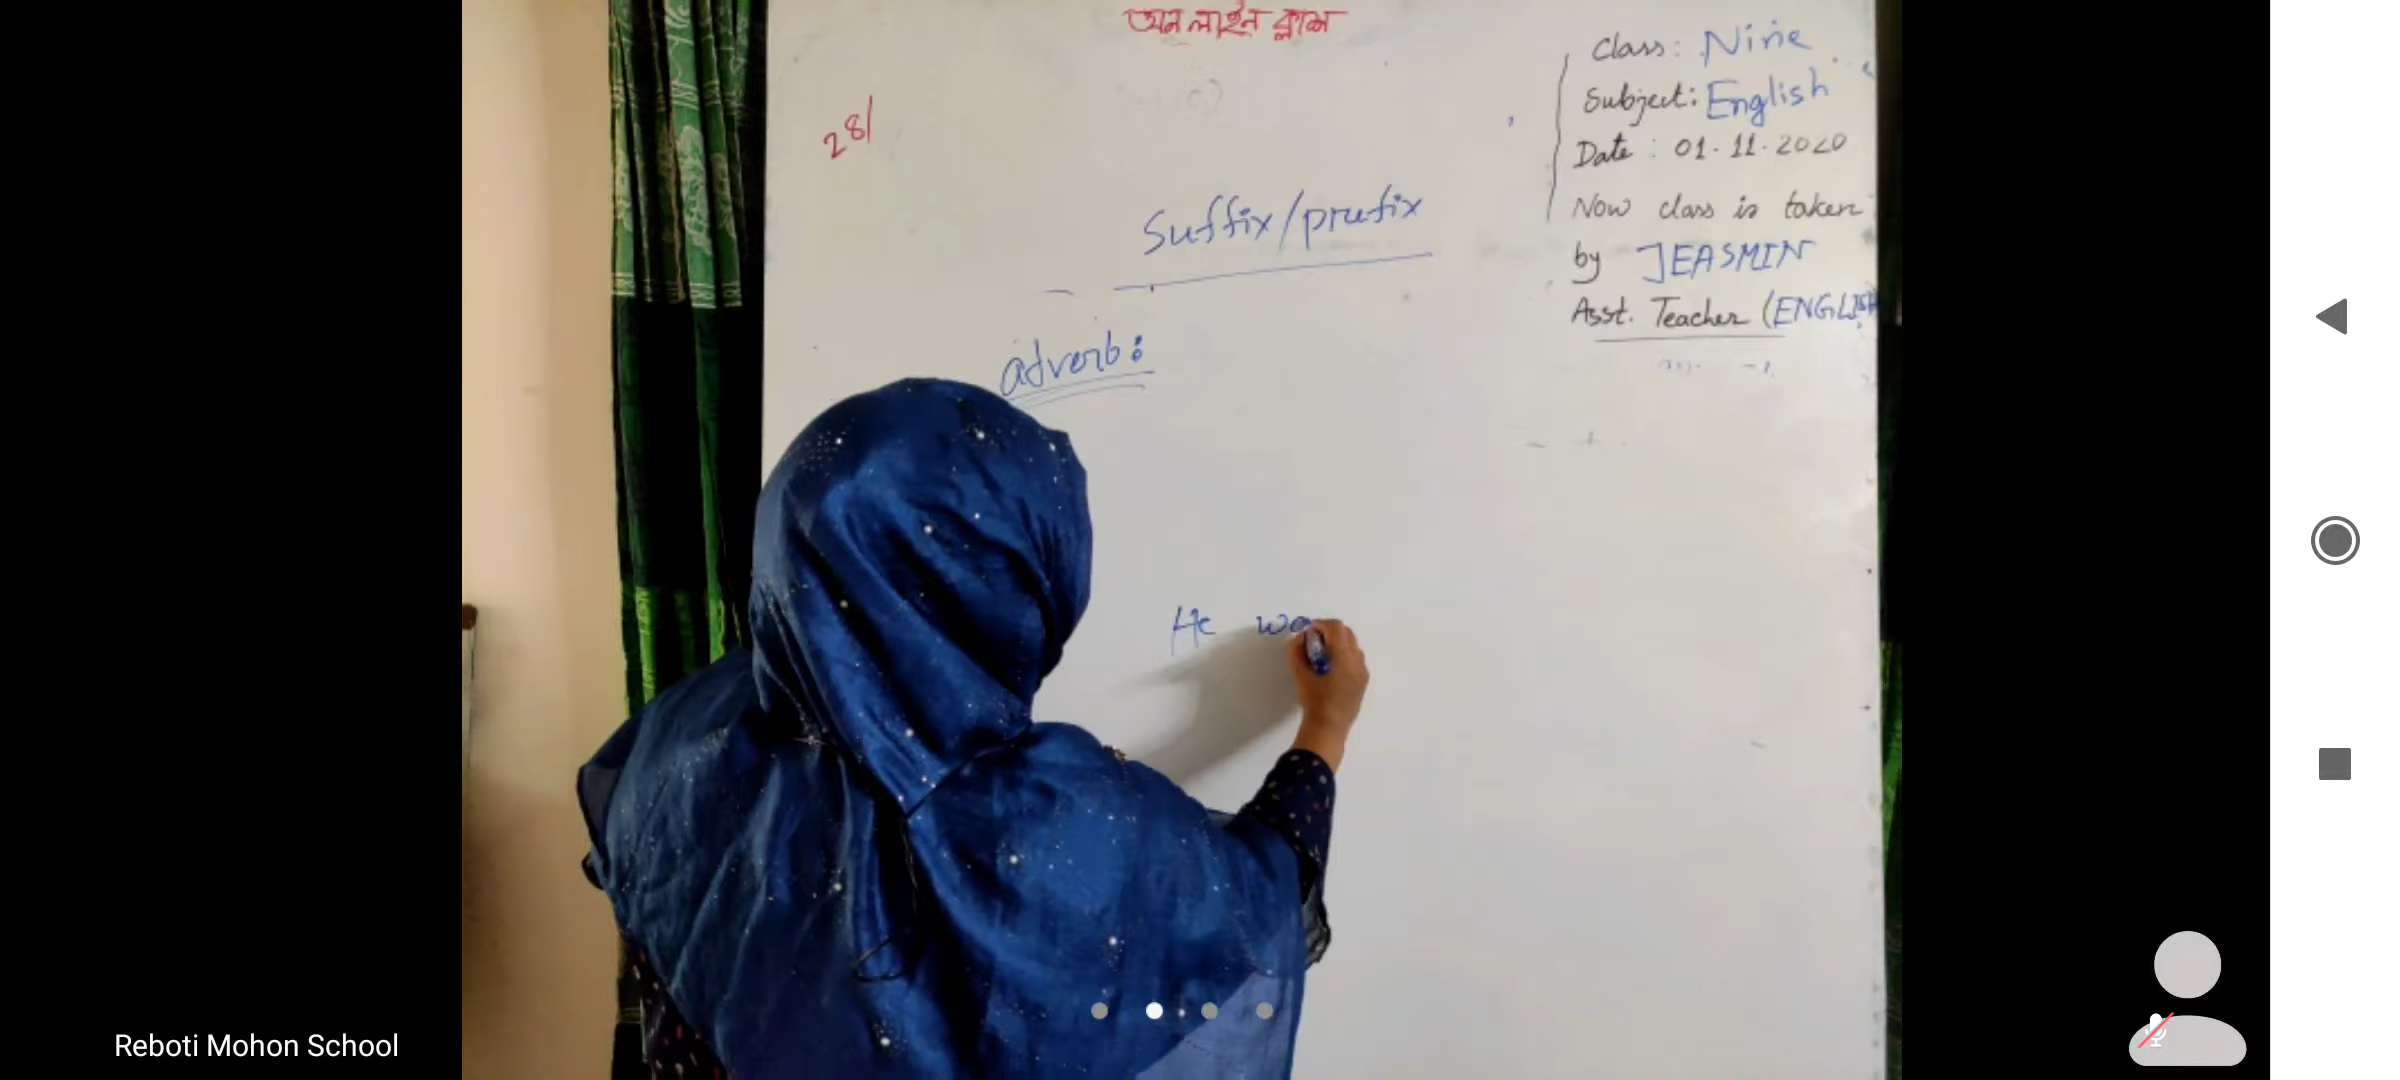 অন লাইন ক্লাশ
28/
Class: Nine
Subject: English
Date : 01.11.2020
Now class is taken
by JEASMIN
Asst. Teacher (ENGLISH
Suffix/prefix
adverb:
He wo
Reboti Mohon School